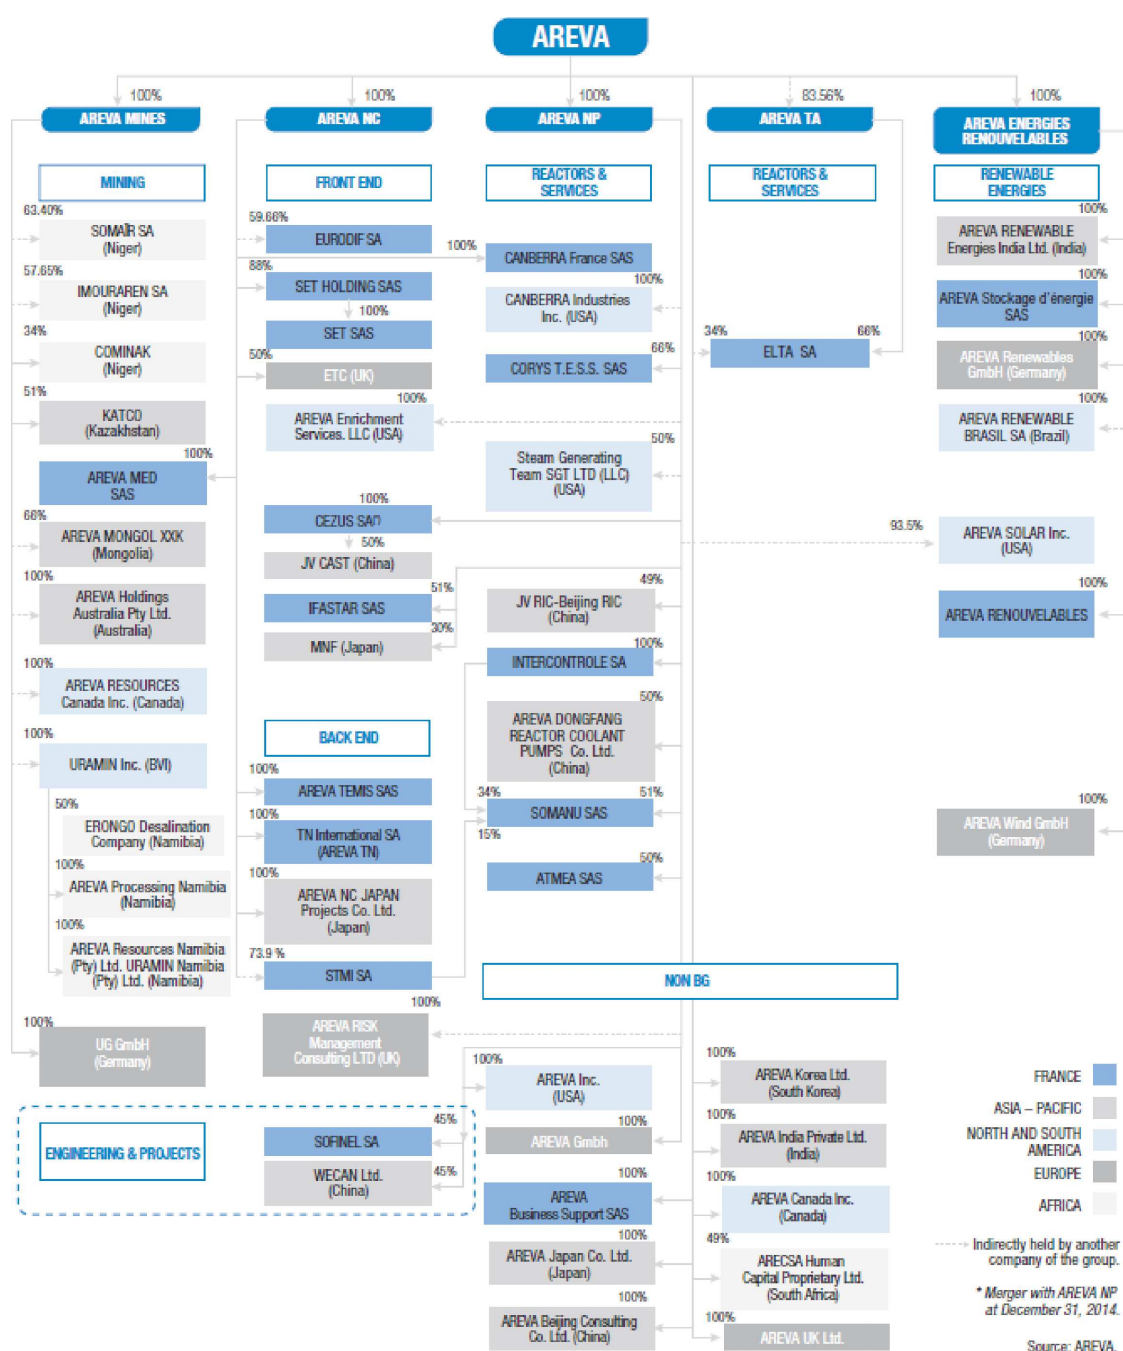 AREVA
100%
100%
100%
83.56%
100%
AREVA MINES
AREVA NC
AREVA NP
AREVA TA
AREVA ENERGIES
RENOUVELABLES
MINING
63.40%
SOMAÏR SA
(Niger)
57.65%
IMOURAREN SA
(Niger)
34%
COMINAK
(Niger)
51%
KATCO
(Kazakhstan)
100%
AREVA MED
SAS
66%
AREVA MONGOL XXK
(Mongolia)
100%
AREVA Holdings
Australia Pty Ltd.
(Australia)
100%
AREVA RESOURCES
Canada Inc. (Canada)
100%
URAMIN Inc. (BVI)
50%
ERONGO Desalination
Company (Namibia)
100%
AREVA Processing Namibia
(Namibia)
100%
AREVA Resources Namibia
(Pty) Ltd. URAMIN Namibia
(Pty) Ltd. (Namibia)
100%
UG GmbH
(Germany)
ENGINEERING & PROJECTS
FRONT END
59.66%
EURODIF SA
88%
SET HOLDING SAS
100%
SET SAS
50%
ETC (UK)
100%
AREVA Enrichment
Services. LLC (USA)
100%
CEZUS SA
50%
JV CAST (China)
51%
IFASTAR SAS
30%
MNF (Japan)
BACK END
100%
AREVA TEMIS SAS
100%
TN International SA
(AREVA TN)
100%
AREVA NC JAPAN
Projects Co. Ltd.
(Japan)
73.9 %
STMI SA
100%
AREVA RISK
Management
Consulting LTD (UK)
45%
SOFINEL SA
WECAN Ltd.
(China)
45%
REACTORS &
SERVICES
100%
CANBERRA France SAS
100%
CANBERRA Industries
Inc. (USA)
66%
CORYS T.E.S.S. SAS
50%
Steam Generating
Team SGT LTD (LLC)
(USA)
49%
JV RIC-Beijing RIC
(China)
100%
INTERCONTROLE SA
50%
AREVA DONGFANG
REACTOR COOLANT
PUMPS Co. Ltd.
(China)
34%
51%
SOMANU SAS
15%
50%
ATMEA SAS
NON BG
100%
AREVA Inc.
(USA)
100%
AREVA Gmbh
100%
AREVA
Business Support SAS
100%
AREVA Japan Co. Ltd.
(Japan)
100%
AREVA Beijing Consulting
Co. Ltd. (China)
REACTORS &
SERVICES
34%
66%
ELTA SA
100%
AREVA Korea Ltd.
(South Korea)
100%
AREVA India Private Ltd.
(India)
100%
AREVA Canada Inc.
(Canada)
49%
ARECSA Human
Capital Proprietary Ltd.
(South Africa)
100%
AREVA UK Ltd.
RENEWABLE
ENERGIES
100%
AREVA RENEWABLE
Energies India Ltd. (India)
100%
AREVA Stockage d'énergie
SAS
100%
AREVA Renewables
GmbH (Germany)
100%
AREVA RENEWABLE
BRASIL SA (Brazil)
93.5%
AREVA SOLAR Inc.
(USA)
100%
AREVA RENOUVELABLES
100%
AREVA Wind GmbH
(Germany)
FRANCE
ASIA – PACIFIC
NORTH AND SOUTH
AMERICA
EUROPE
AFRICA
Indirectly held by another
company of the group.
* Merger with AREVA NP
at December 31, 2014.
Source: AREVA.